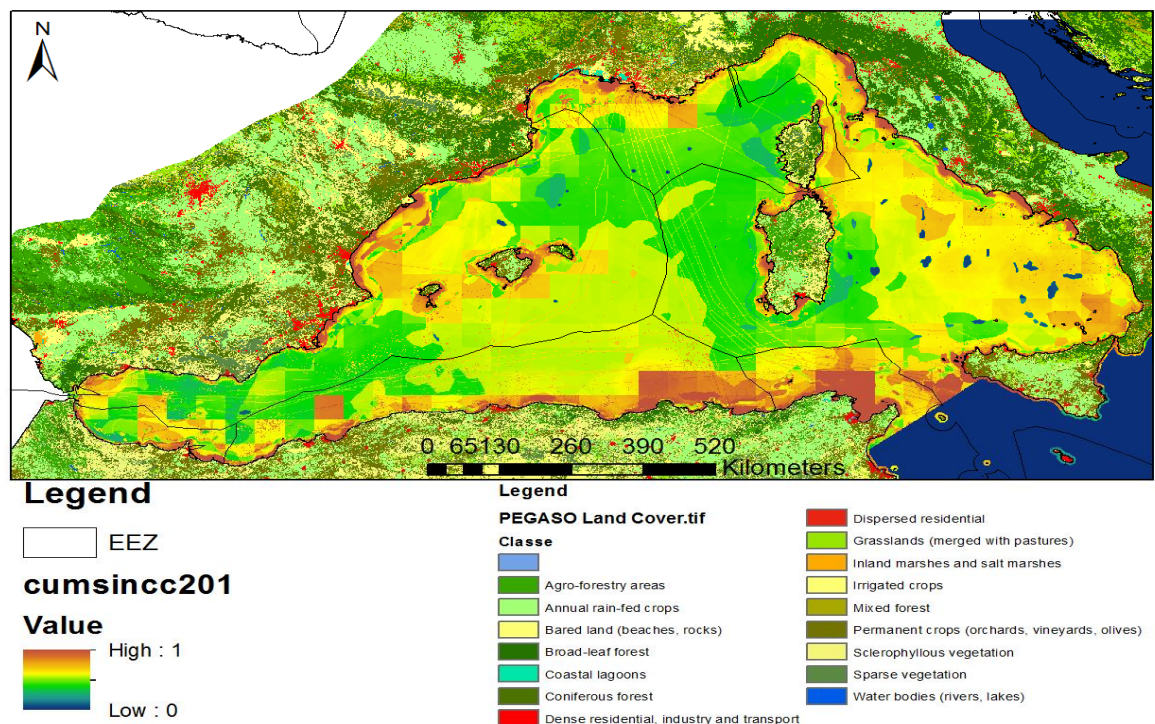 N
0 65130 260 390 520
Kilometers
Legend
EEZ
cumsincc201
Value
High : 1
Low : 0
Legend
PEGASO Land Cover.tif
Classe
Agro-forestry areas
Annual rain-fed crops
Bared land (beaches, rocks)
Broad-leaf forest
Coastal lagoons
Coniferous forest
Dense residential, industry and transport
Dispersed residential
Grasslands (merged with pastures)
Inland marshes and salt marshes
Irrigated crops
Mixed forest
Permanent crops (orchards, vineyards, olives)
Sclerophyllous vegetation
Sparse vegetation
Water bodies (rivers, lakes)